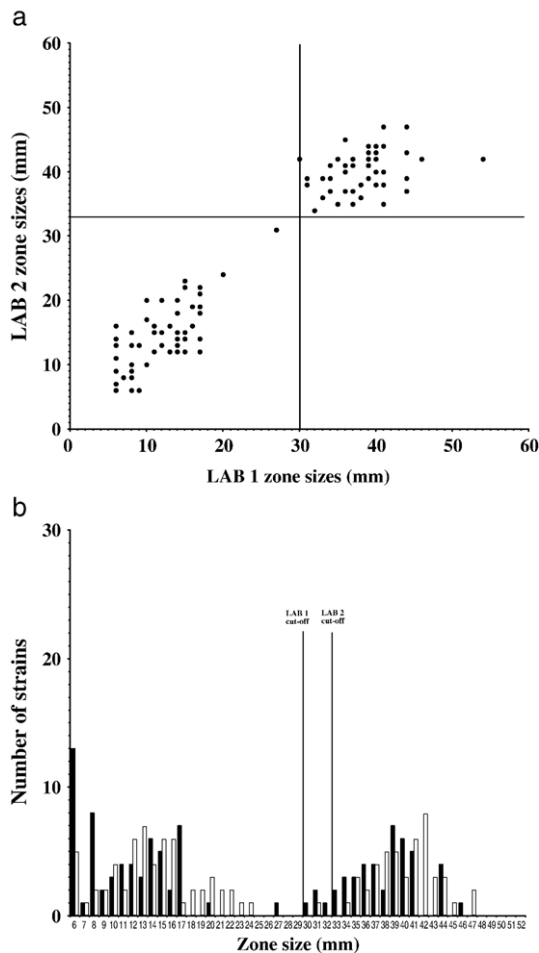 a
60
50
40
30
20
10
0
LAB 2 zone sizes (mm)
0 10 20 30 40 50 60
LAB 1 zone sizes (mm)
b
30
20
10
0
Number of strains
LAB 1 cut-off
LAB 2 cut-off
6 7 8 9 10 11 12 13 14 15 16 17 18 19 20 21 22 23 24 25 26 27 28 29 30 31 32 33 34 35 36 37 38 39 40 41 42 43 44 45 46 47 48 49 50 51 52
Zone size (mm)